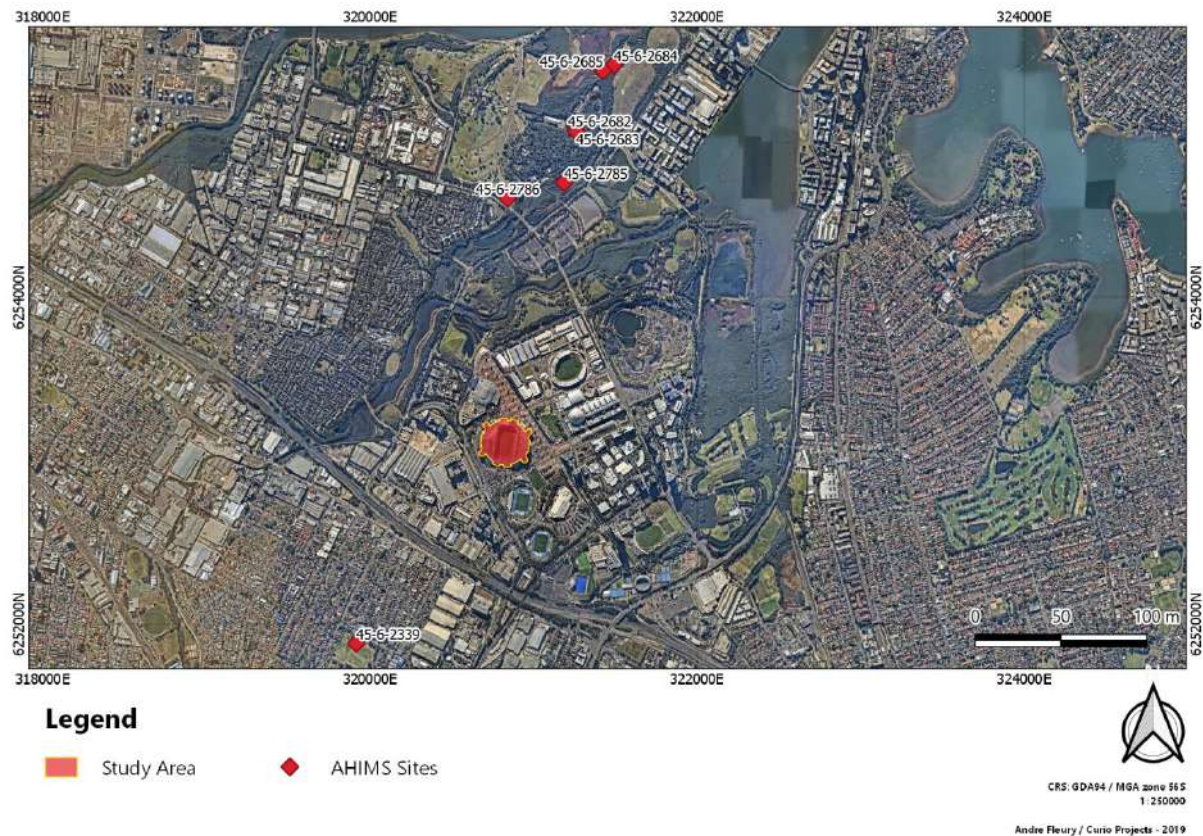 318000E 320000E 322000E 324000E
45-6-2685 45-6-2684
45-6-2682
45-6-2683
45-6-2785
45-6-2786
6254000N 6254000N
45-6-2339
6252000N 6252000N
0 50 100 m
318000E 320000E 322000E 324000E
Legend
Study Area AHIMS Sites
CRS: GDA94 / MGA zone 56S
1: 250000
Andre Fleury / Curio Projects - 2019